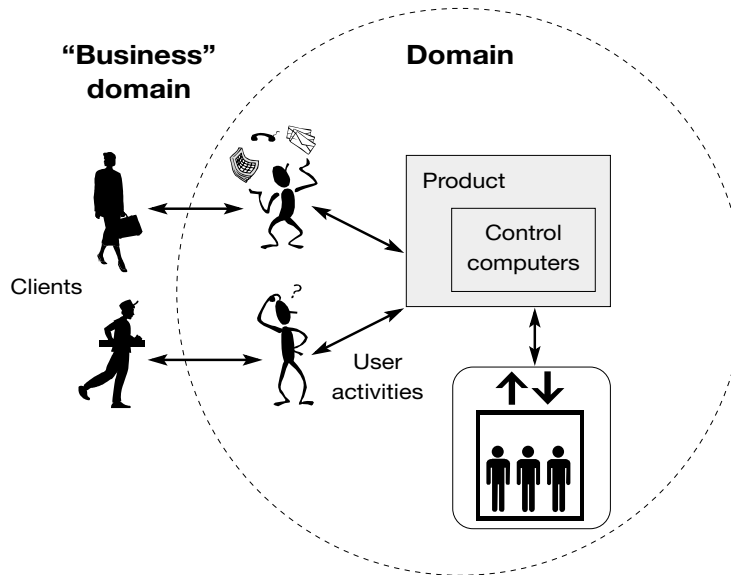 “Business”
domain
Domain
Product
Control
computers
Clients
?
User
activities